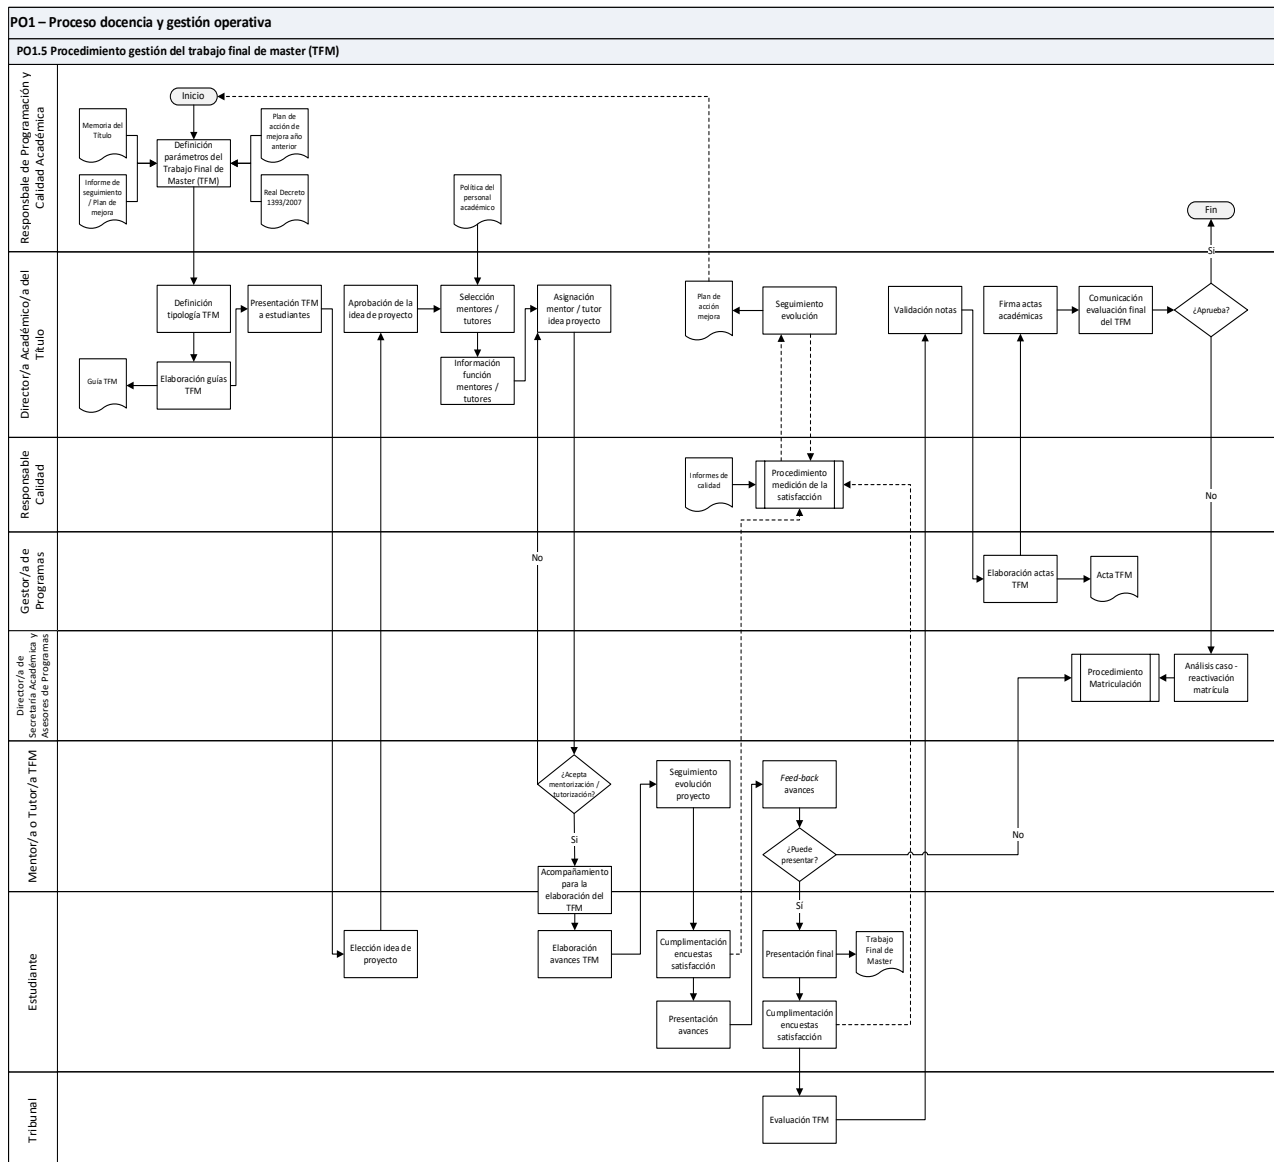 PO1 – Proceso docencia y gestión operativa
PO1.5 Procedimiento gestión del trabajo final de master (TFM)
Responsbale de Programación y
Calidad Académica
Inicio
Memoria del
Título
Plan de
acción de
mejora año
anterior
Definición
parámetros del
Trabajo Final de
Master (TFM)
Informe de
seguimiento
/ Plan de
mejora
Real Decreto
1393/2007
Política del
personal
académico
Fin
Si
Director/a Académico/a del
Título
Definición
tipología TFM
Presentación TFM
a estudiantes
Aprobación de la
idea de proyecto
Selección
mentores /
tutores
Asignación
mentor / tutor
idea proyecto
Plan de
acción
mejora
Seguimiento
evolución
Validación notas
Firma actas
académicas
Comunicación
evaluación final
del TFM
¿Aprueba?
Guía TFM
Elaboración guías
TFM
Información
función
mentores /
tutores
Responsable
Calidad
Informes de
calidad
Procedimiento
medición de la
satisfacción
No
Gestor/a de
Programas
No
Elaboración actas
TFM
Acta TFM
Director/a de
Secretaría Académica y
Asesores de Programas
Procedimiento
Matriculación
Análisis caso -
reactivación
matrícula
Mentor/a o Tutor/a TFM
¿Acepta
mentorización /
tutorización?
Seguimiento
evolución
proyecto
Feed-back
avances
Si
¿Puede
presentar?
No
Acompañamiento
para la
elaboración del
TFM
Estudiante
Sí
Elección idea de
proyecto
Elaboración
avances TFM
Cumplimentación
encuestas
satisfacción
Presentación final
Trabajo
Final de
Master
Presentación
avances
Cumplimentación
encuestas
satisfacción
Tribunal
Evaluación TFM